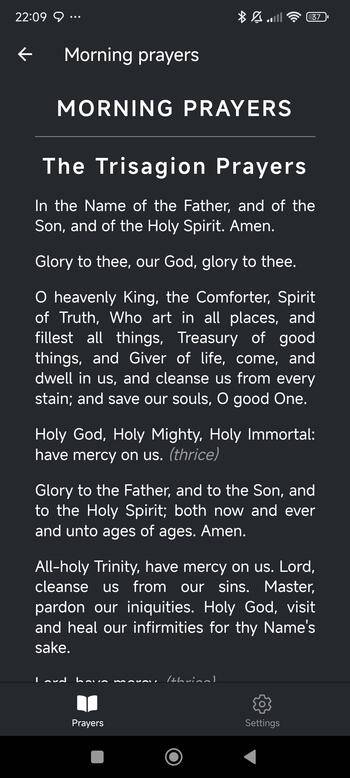 22:09
37
Morning prayers
MORNING PRAYERS
The Trisagion Prayers
In the Name of the Father, and of the
Son, and of the Holy Spirit. Amen.
Glory to thee, our God, glory to thee.
O heavenly King, the Comforter, Spirit
of Truth, Who art in all places, and
fillest all things, Treasury of good
things, and Giver of life, come, and
dwell in us, and cleanse us from every
stain; and save our souls, O good One.
Holy God, Holy Mighty, Holy Immortal:
have mercy on us. (thrice)
Glory to the Father, and to the Son, and
to the Holy Spirit; both now and ever
and unto ages of ages. Amen.
All-holy Trinity, have mercy on us. Lord,
cleanse us from our sins. Master,
pardon our iniquities. Holy God, visit
and heal our infirmities for thy Name's
sake.
Lord, have mercy. (thrice)
Prayers
Settings